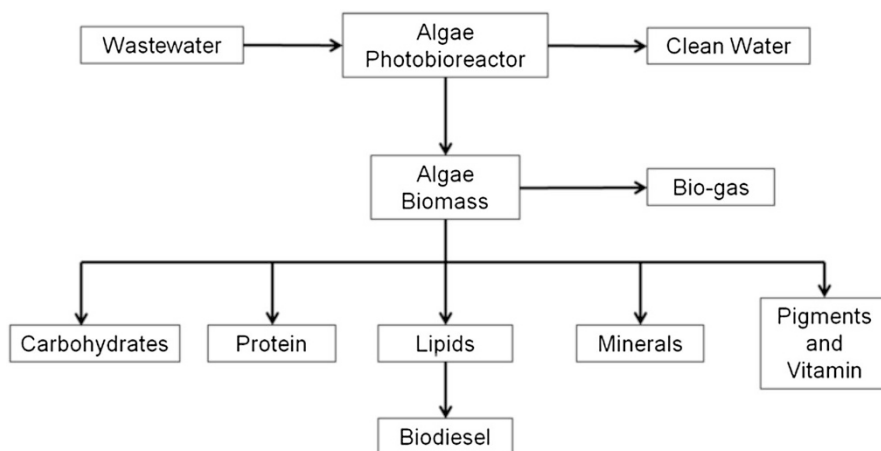 Wastewater
Algae
Photobioreactor
Clean Water
Algae
Biomass
Bio-gas
Carbohydrates
Protein
Lipids
Minerals
Pigments
and
Vitamin
Biodiesel